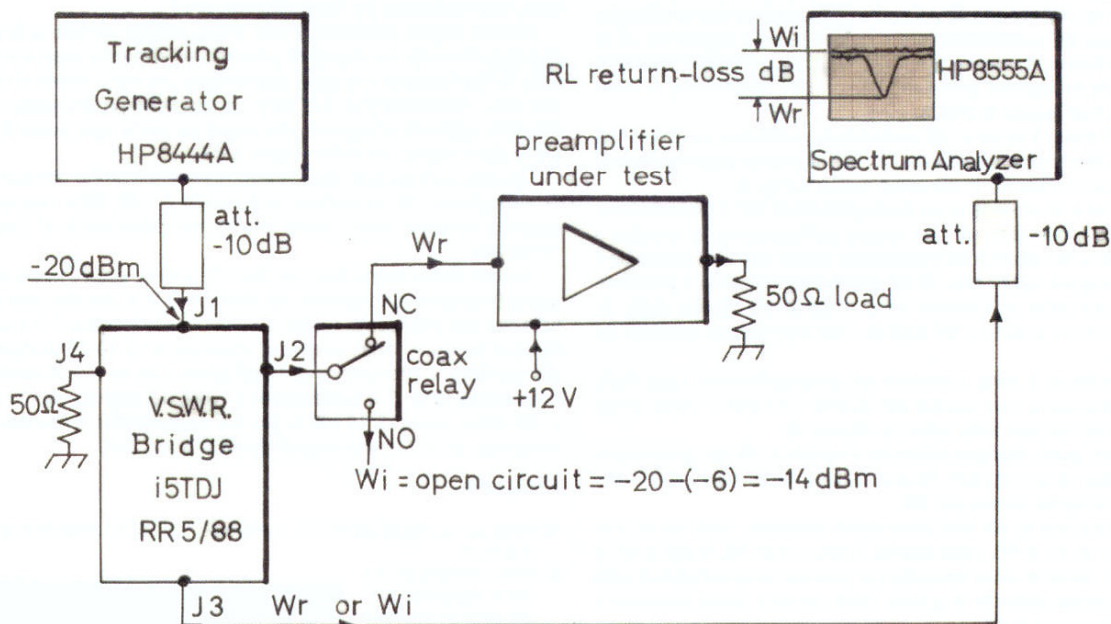 Tracking
Generator
HP8444A
att.
-10dB
-20dBm
J1
J4
50Ω
V.S.W.R.
Bridge
i5TDJ
RR 5/88
J2
J3
Wr or Wi
NC
coax
relay
NO
Wi = open circuit = -20-(-6) = -14 dBm
Wr
preamplifier
under test
+12 V
50Ω load
RL return-loss dB
Wi
Wr
HP8555A
Spectrum Analyzer
att.
-10dB